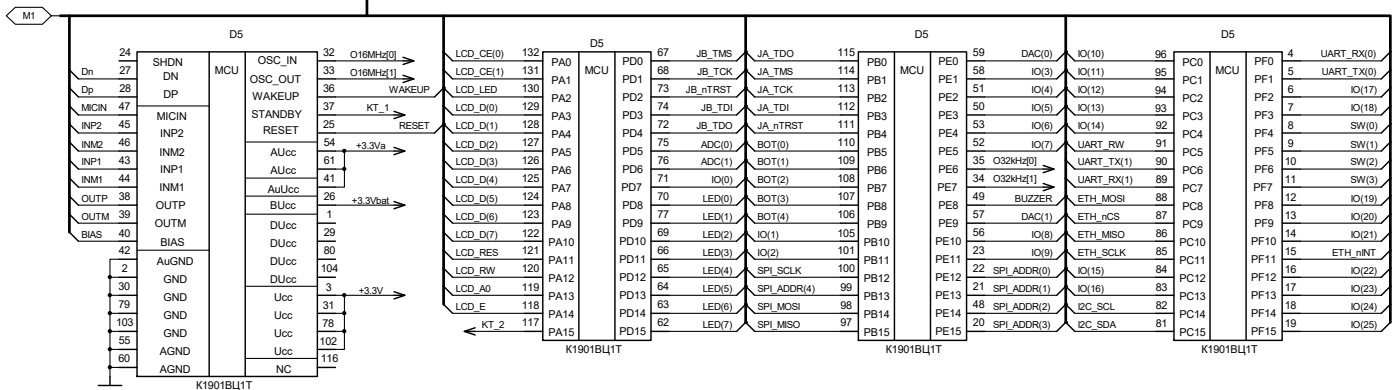 M1
D5
24 SHDN MCU OSC_IN 32 O16MHz[0]
Dn 27 DN OSC_OUT 33 O16MHz[1]
Dp 28 DP WAKEUP 36 WAKEUP
MICIN 47 MICIN STANDBY 37 KT_1
INP2 45 INP2 RESET 25 RESET
INM2 46 INM2 AUcc 54 +3.3Va
INP1 43 INP1 AUcc 61
INM1 44 INM1 AuUcc 41
OUTP 38 OUTP BUcc 26 +3.3Vbat
OUTM 39 OUTM DUcc 1
BIAS 40 BIAS DUcc 29
42 AuGND DUcc 80
2 GND DUcc 104
30 GND Ucc 3 +3.3V
79 GND Ucc 31
103 GND Ucc 78
55 AGND Ucc 102
60 AGND NC 116
К1901ВЦ1Т
D5
LCD_CE(0) 132 PA0 MCU PD0 67 JB_TMS
LCD_CE(1) 131 PA1 PD1 68 JB_TCK
LCD_LED 130 PA2 PD2 73 JB_nTRST
LCD_D(0) 129 PA3 PD3 74 JB_TDI
LCD_D(1) 128 PA4 PD4 72 JB_TDO
LCD_D(2) 127 PA5 PD5 75 ADC(0)
LCD_D(3) 126 PA6 PD6 76 ADC(1)
LCD_D(4) 125 PA7 PD7 71 IO(0)
LCD_D(5) 124 PA8 PD8 70 LED(0)
LCD_D(6) 123 PA9 PD9 77 LED(1)
LCD_D(7) 122 PA10 PD10 69 LED(2)
LCD_RES 121 PA11 PD11 66 LED(3)
LCD_RW 120 PA12 PD12 65 LED(4)
LCD_A0 119 PA13 PD13 64 LED(5)
LCD_E 118 PA14 PD14 63 LED(6)
KT_2 117 PA15 PD15 62 LED(7)
К1901ВЦ1Т
D5
JA_TDO 115 PB0 MCU PE0 59 DAC(0)
JA_TMS 114 PB1 PE1 58 IO(3)
JA_TCK 113 PB2 PE2 51 IO(4)
JA_TDI 112 PB3 PE3 50 IO(5)
JA_nTRST 111 PB4 PE4 53 IO(6)
BOT(0) 110 PB5 PE5 52 IO(7)
BOT(1) 109 PB6 PE6 35 O32kHz[0]
BOT(2) 108 PB7 PE7 34 O32kHz[1]
BOT(3) 107 PB8 PE8 49 BUZZER
BOT(4) 106 PB9 PE9 57 DAC(1)
IO(1) 105 PB10 PE10 56 IO(8)
IO(2) 101 PB11 PE11 23 IO(9)
SPI_SCLK 100 PB12 PE12 22 SPI_ADDR(0)
SPI_ADDR(4) 99 PB13 PE13 21 SPI_ADDR(1)
SPI_MOSI 98 PB14 PE14 48 SPI_ADDR(2)
SPI_MISO 97 PB15 PE15 20 SPI_ADDR(3)
К1901ВЦ1Т
D5
IO(10) 96 PC0 MCU PF0 4 UART_RX(0)
IO(11) 95 PC1 PF1 5 UART_TX(0)
IO(12) 94 PC2 PF2 6 IO(17)
IO(13) 93 PC3 PF3 7 IO(18)
IO(14) 92 PC4 PF4 8 SW(0)
UART_RW 91 PC5 PF5 9 SW(1)
UART_TX(1) 90 PC6 PF6 10 SW(2)
UART_RX(1) 89 PC7 PF7 11 SW(3)
ETH_MOSI 88 PC8 PF8 12 IO(19)
ETH_nCS 87 PC9 PF9 13 IO(20)
ETH_MISO 86 PC10 PF10 14 IO(21)
ETH_SCLK 85 PC11 PF11 15 ETH_nINT
IO(15) 84 PC12 PF12 16 IO(22)
IO(16) 83 PC13 PF13 17 IO(23)
I2C_SCL 82 PC14 PF14 18 IO(24)
I2C_SDA 81 PC15 PF15 19 IO(25)
К1901ВЦ1Т